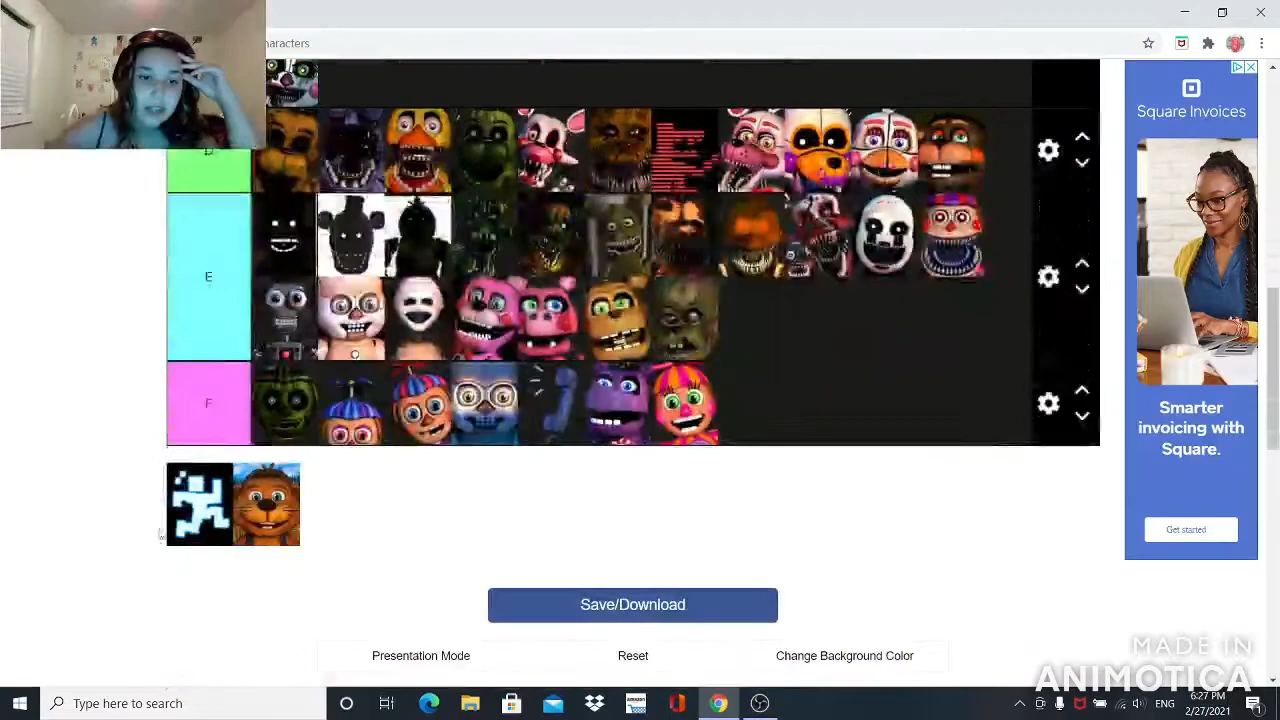 aracters
Square Invoices
D
E
F
Smarter
invoicing with
Square.
Get started
Save/Download
Presentation Mode
Reset
Change Background Color
MADE IN
ANIMOTICA
Type here to search
amazon
ENG
6:27 PM
2/27/2021